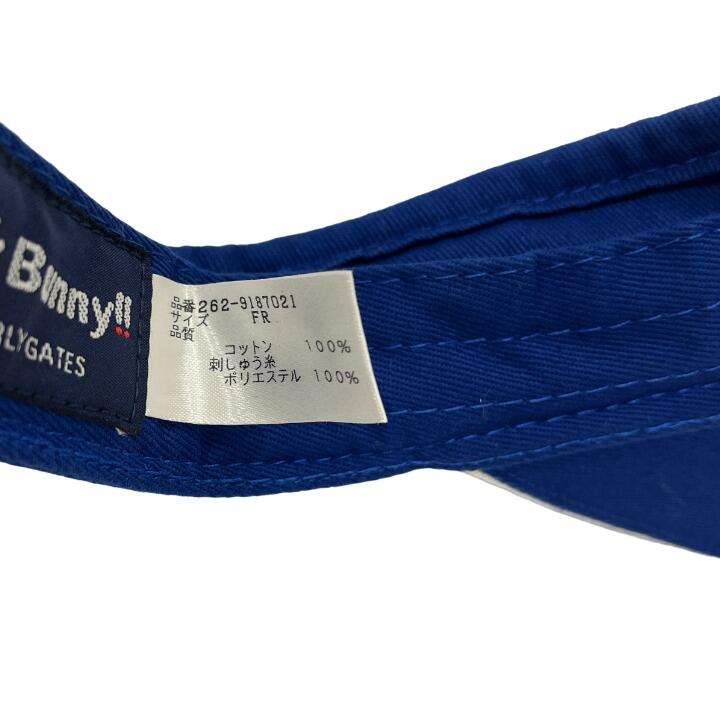 Bunny!!
LYGATES
品番262-9187021
サイズ FR
品質
コットン 100%
刺しゅう糸
ポリエステル 100%